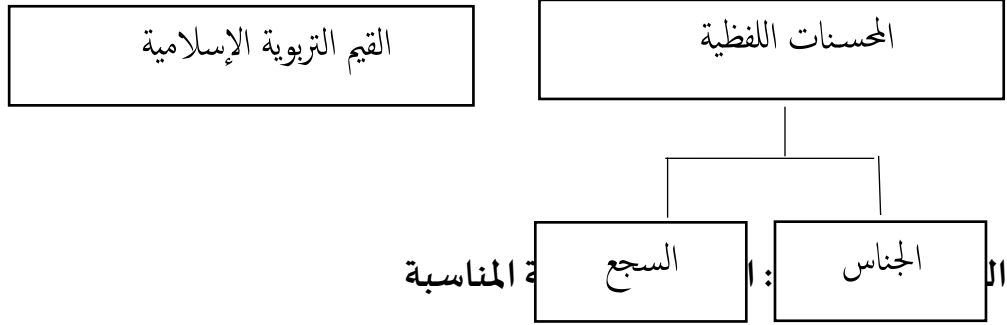 المحسنات اللفظية
القيم التربوية الإسلامية
الجناس
السجع
: المناسبة